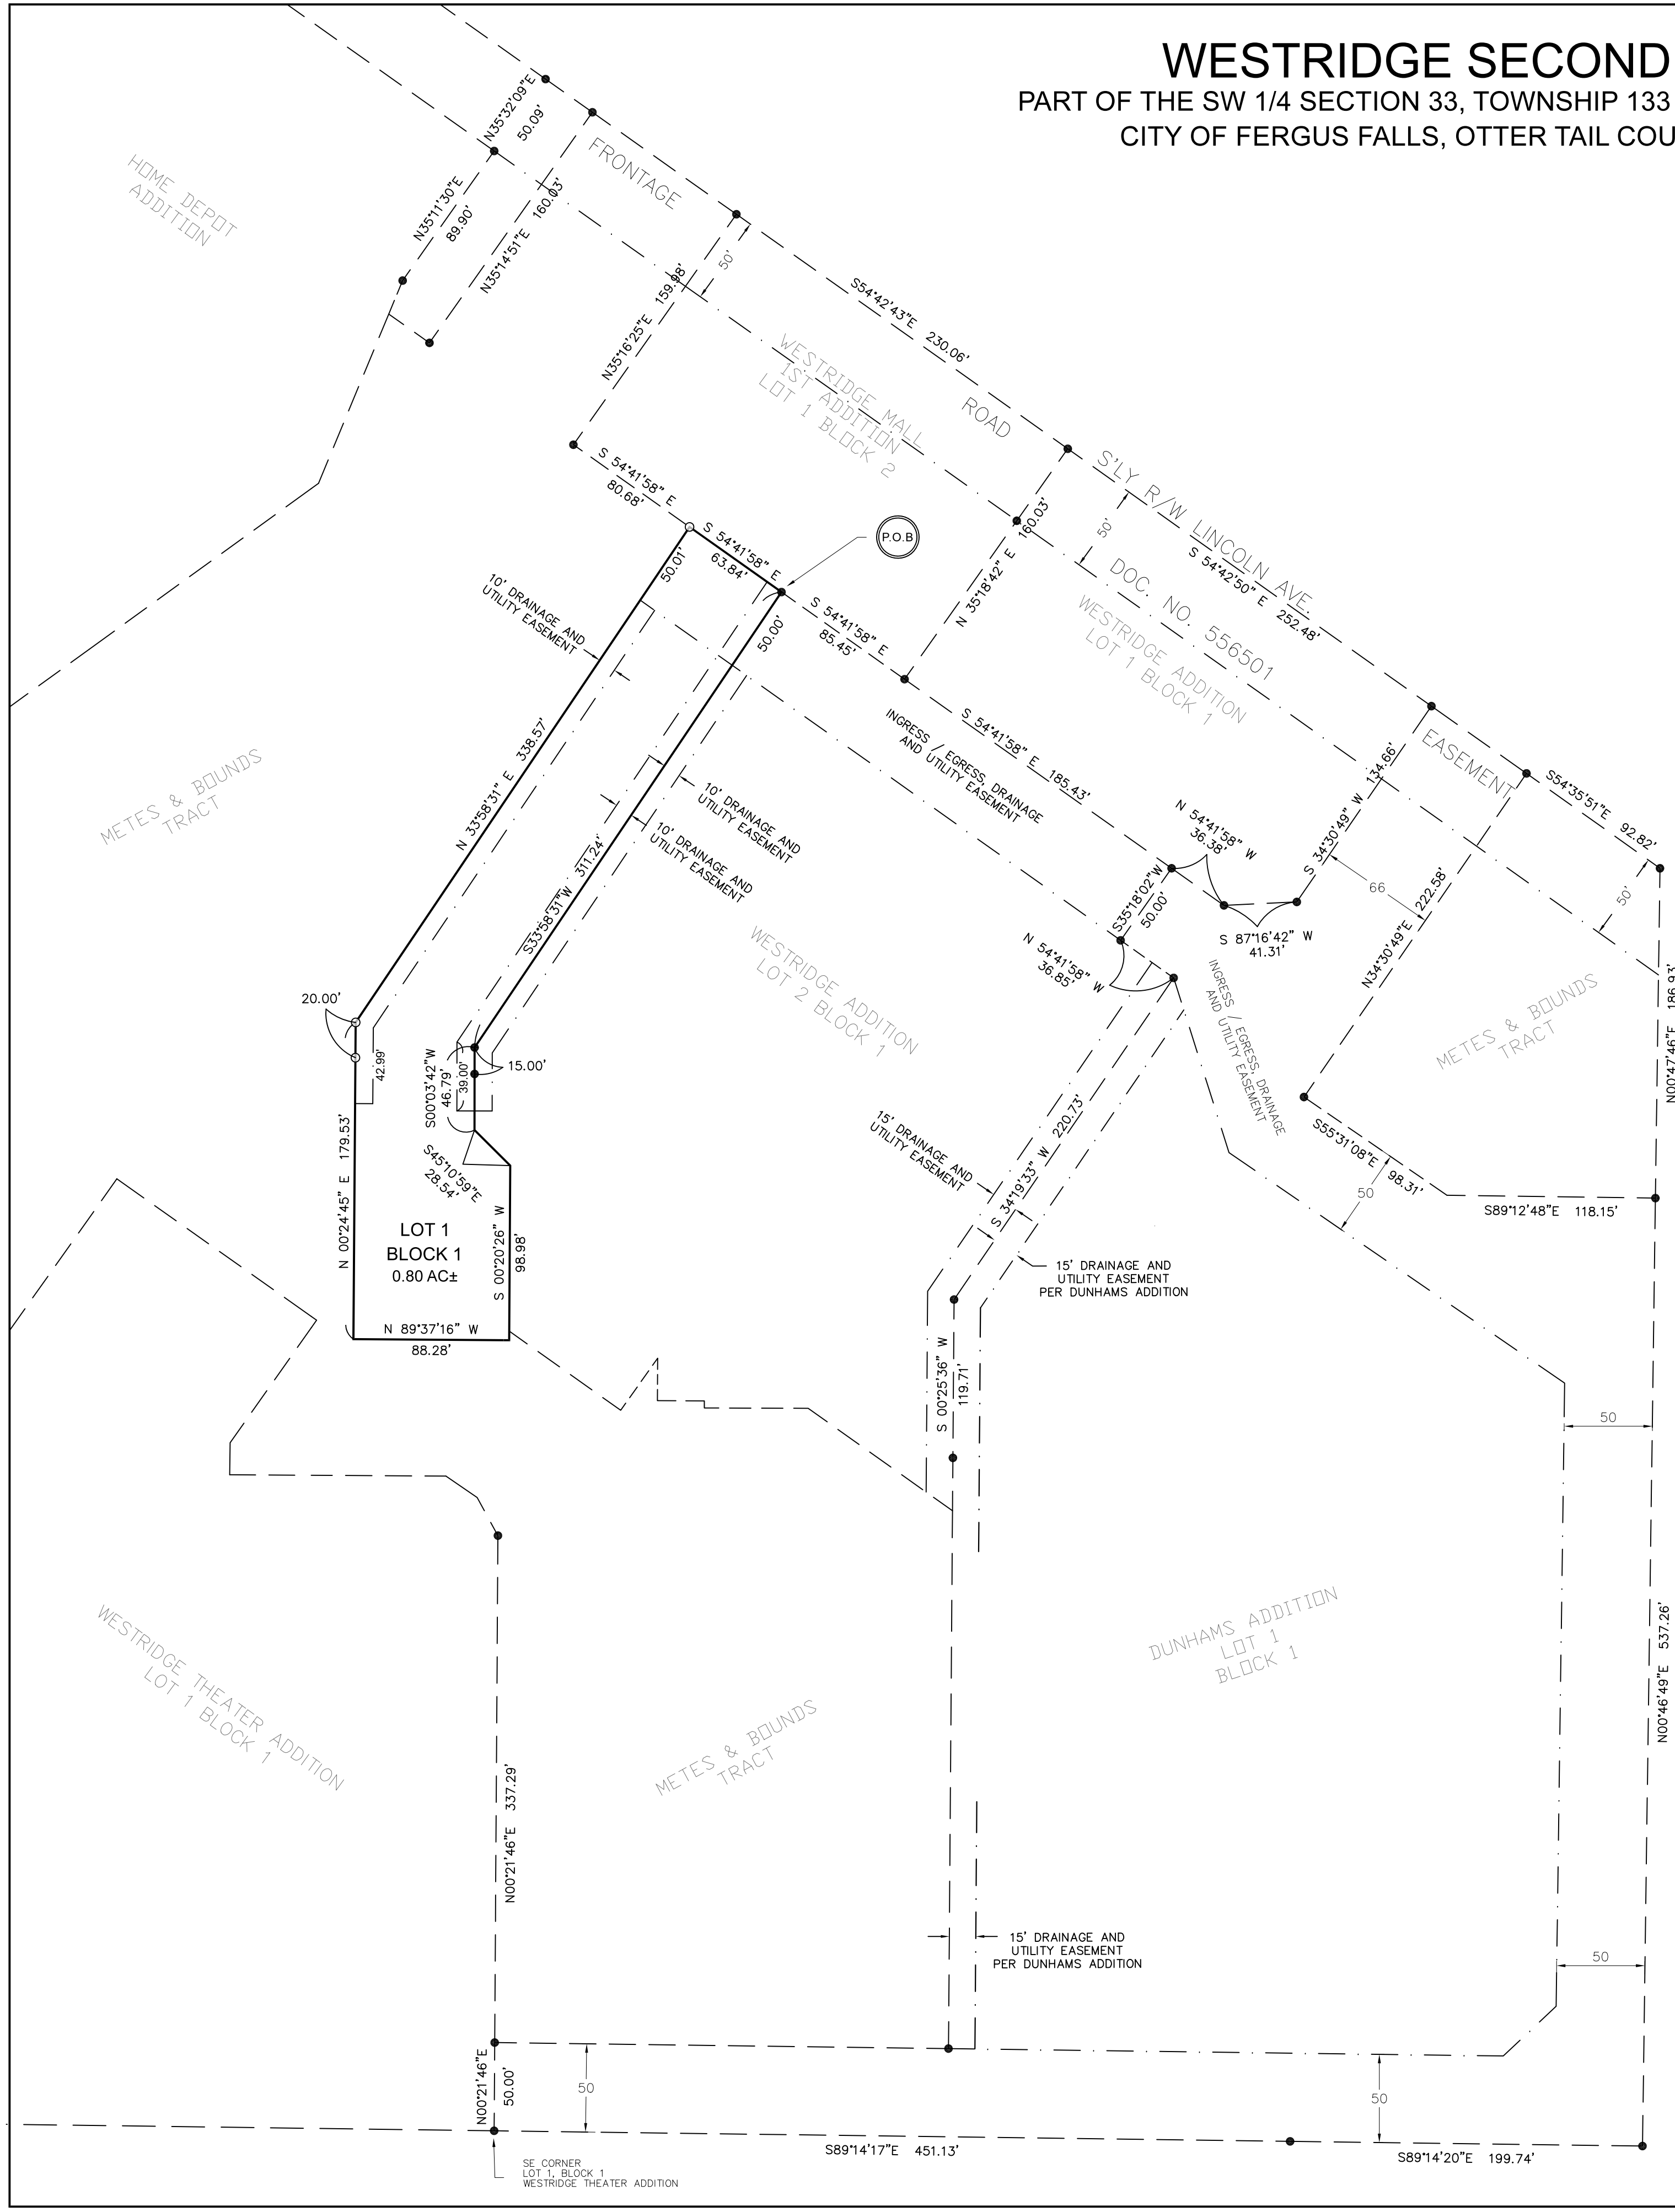 WESTRIDGE SECOND
PART OF THE SW 1/4 SECTION 33, TOWNSHIP 133
CITY OF FERGUS FALLS, OTTER TAIL COU
N35°32'09"E
50.09'
HOME DEPOT
ADDITION
N35°11'30"E
89.90'
N35°14'51"E 160.03'
FRONTAGE
N35°16'25"E 159.98'
50'
S54°42'43"E 230.06'
WESTRIDGE MALL
1ST ADDITION
LOT 1 BLOCK 2
ROAD
S'LY R/W LINCOLN AVE.
S 54°42'50" E 252.48'
50'
DOC. NO. 556501
WESTRIDGE ADDITION
LOT 1 BLOCK 1
N 35°18'42" E 160.03'
S 54°41'58" E
80.68'
S 54°41'58" E
63.84'
P.O.B
50.01'
50.00'
10' DRAINAGE AND
UTILITY EASEMENT
S 54°41'58" E
85.45'
S 54°41'58" E 185.43'
INGRESS / EGRESS, DRAINAGE
AND UTILITY EASEMENT
EASEMENT
S54°35'51"E 92.82'
50'
N 33°58'31" E 338.57'
METES & BOUNDS
TRACT
10' DRAINAGE AND
UTILITY EASEMENT
10' DRAINAGE AND
UTILITY EASEMENT
S33°58'31"W 311.24'
N 54°41'58" W
36.38'
S 34°30'49" W 134.66'
66
N34°30'49"E 222.58'
S35°18'02"W
50.00'
S 87°16'42" W
41.31'
N 54°41'58" W
36.85'
WESTRIDGE ADDITION
LOT 2 BLOCK 1
INGRESS / EGRESS, DRAINAGE
AND UTILITY EASEMENT
METES & BOUNDS
TRACT
N00°47'46"E 186.93'
20.00'
42.99'
S00°03'42"W
46.79'
39.00'
15.00'
S45°10'59"E
28.54'
N 00°24'45" E 179.53'
LOT 1
BLOCK 1
0.80 AC±
S 00°20'26" W
98.98'
N 89°37'16" W
88.28'
15' DRAINAGE AND
UTILITY EASEMENT
S 34°19'33" W 220.73'
15' DRAINAGE AND
UTILITY EASEMENT
PER DUNHAMS ADDITION
S55°31'08"E 98.31'
50
S89°12'48"E 118.15'
S 00°25'36" W
119.71'
50
WESTRIDGE THEATER ADDITION
LOT 1 BLOCK 1
DUNHAMS ADDITION
LOT 1
BLOCK 1
METES & BOUNDS
TRACT
N00°46'49"E 537.26'
N00°21'46"E 337.29'
15' DRAINAGE AND
UTILITY EASEMENT
PER DUNHAMS ADDITION
50
N00°21'46"E
50.00'
50
50
S89°14'17"E 451.13'
S89°14'20"E 199.74'
SE CORNER
LOT 1, BLOCK 1
WESTRIDGE THEATER ADDITION